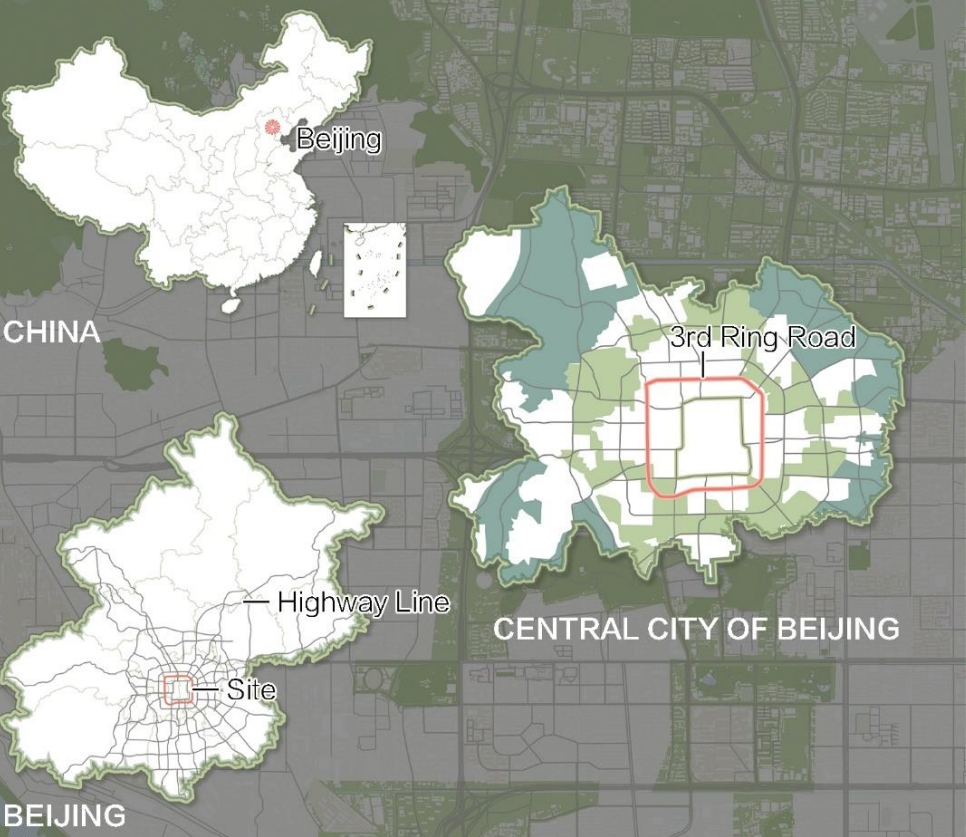 Beijing
CHINA
3rd Ring Road
CENTRAL CITY OF BEIJING
Highway Line
Site
BEIJING